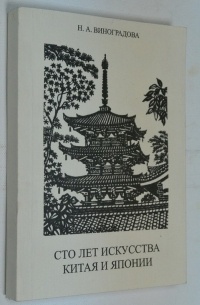 Н. А. ВИНОГРАДОВА
СТО ЛЕТ ИСКУССТВА
КИТАЯ И ЯПОНИИ